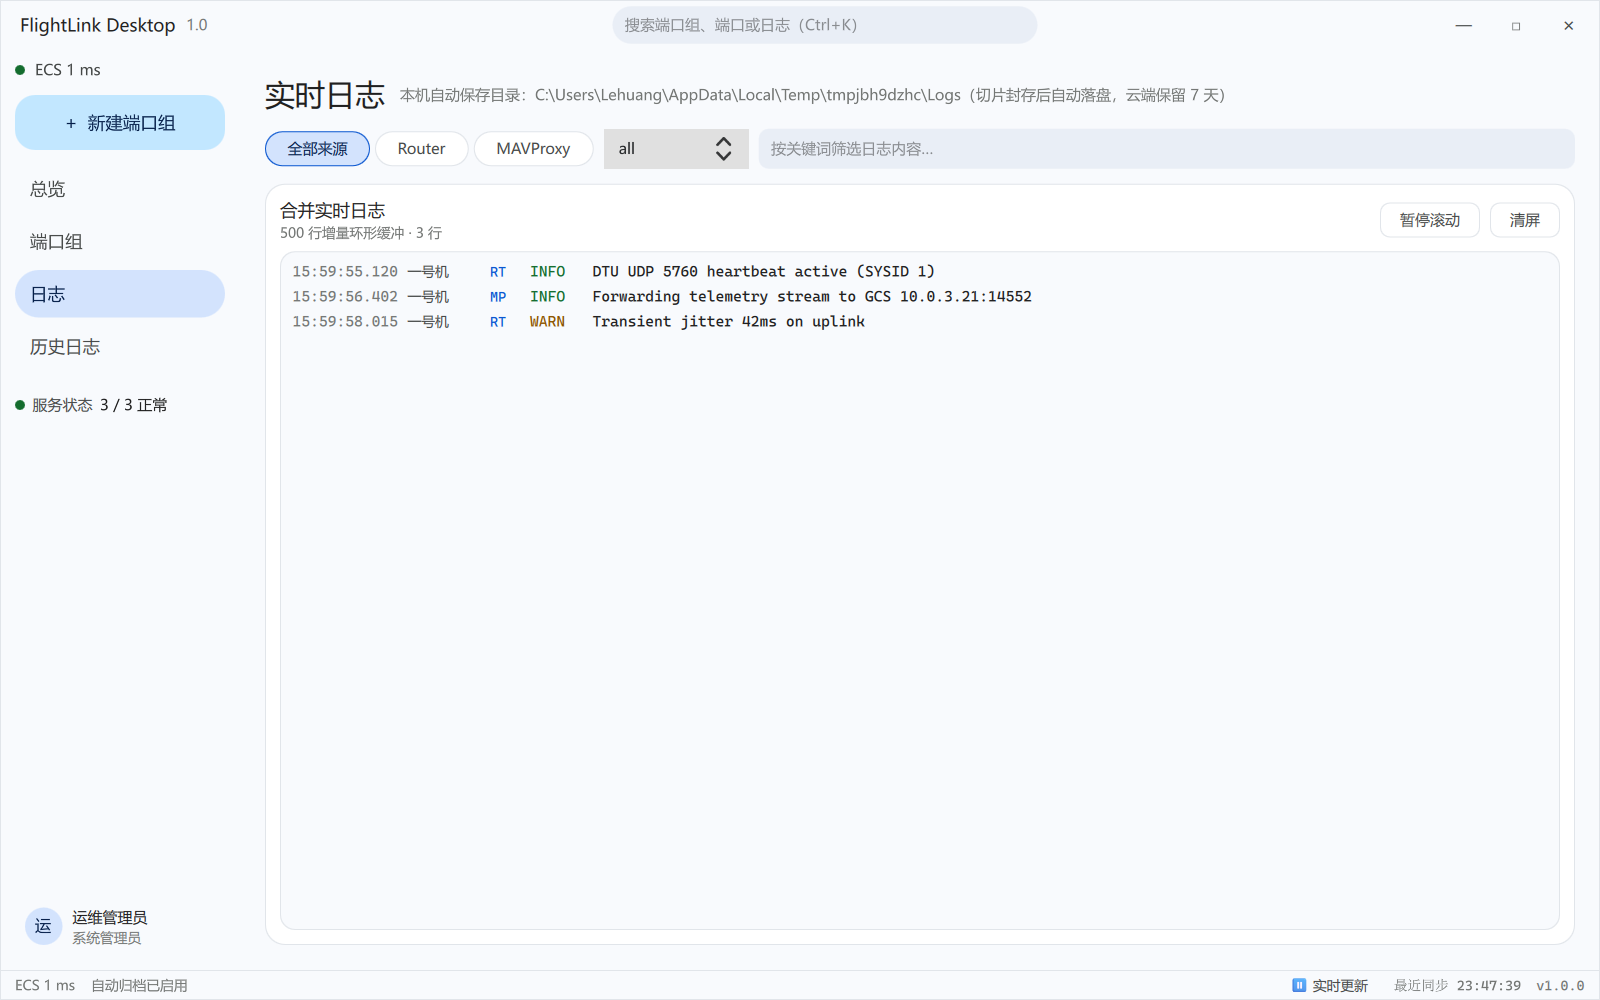 FlightLink Desktop 1.0
搜索端口组、端口或日志（Ctrl+K）
ECS 1 ms
+ 新建端口组
总览
端口组
日志
历史日志
服务状态 3 / 3 正常
运
运维管理员
系统管理员
实时日志 本机自动保存目录：C:\Users\Lehuang\AppData\Local\Temp\tmpjbh9dzhc\Logs（切片封存后自动落盘，云端保留 7 天）
全部来源 Router MAVProxy all 按关键词筛选日志内容...
合并实时日志
500 行增量环形缓冲 · 3 行
暂停滚动 清屏
15:59:55.120 一号机 RT INFO DTU UDP 5760 heartbeat active (SYSID 1)
15:59:56.402 一号机 MP INFO Forwarding telemetry stream to GCS 10.0.3.21:14552
15:59:58.015 一号机 RT WARN Transient jitter 42ms on uplink
ECS 1 ms 自动归档已启用
实时更新 最近同步 23:47:39 v1.0.0